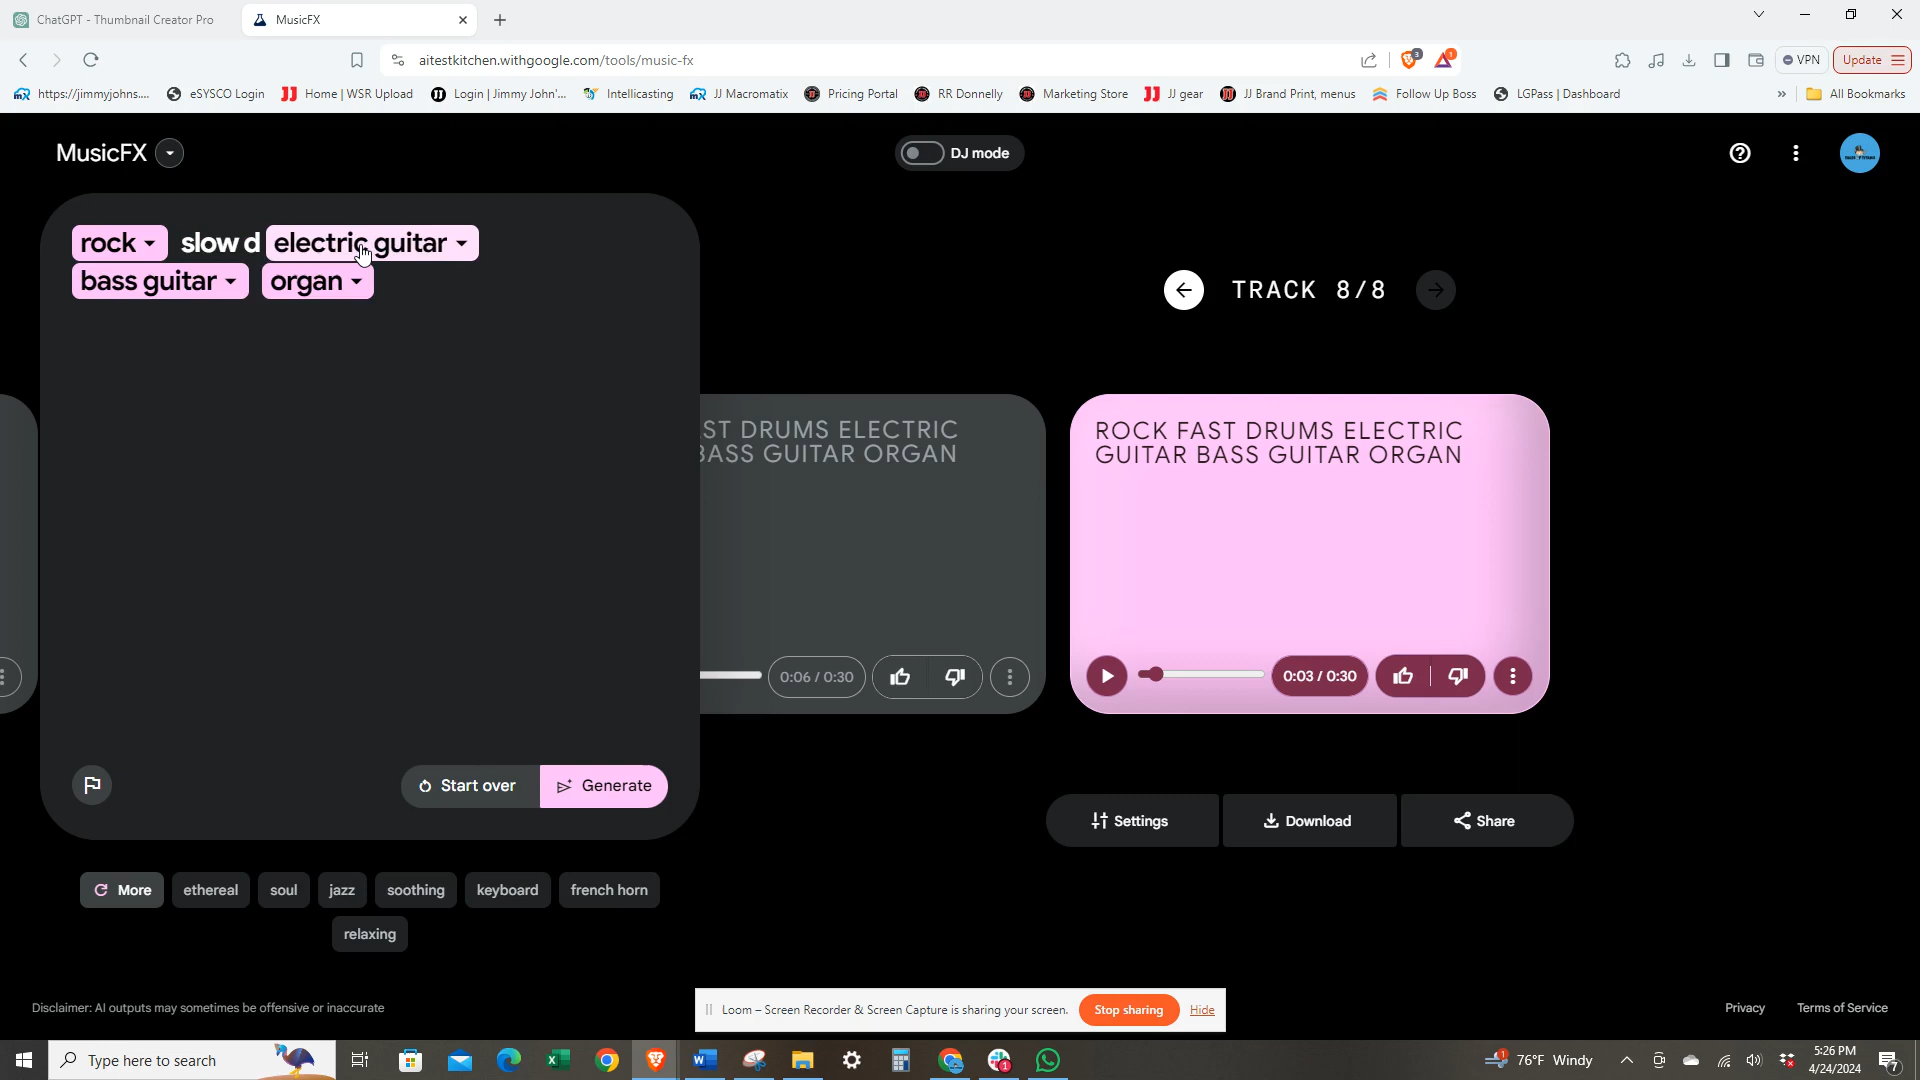 ChatGPT - Thumbnail Creator Pro
MusicFX
aitestkitchen.withgoogle.com/tools/music-fx
3
1
VPN
Update
https://jimmyjohns....
eSYSCO Login
Home | WSR Upload
Login | Jimmy John'...
Intellicasting
JJ Macromatix
Pricing Portal
RR Donnelly
Marketing Store
JJ gear
JJ Brand Print, menus
Follow Up Boss
LGPass | Dashboard
»
All Bookmarks
MusicFX
DJ mode
rock slow d electric guitar
bass guitar organ
TRACK 8/8
ST DRUMS ELECTRIC
BASS GUITAR ORGAN
ROCK FAST DRUMS ELECTRIC
GUITAR BASS GUITAR ORGAN
0:06 / 0:30
0:03 / 0:30
Start over
Generate
Settings
Download
Share
More
ethereal
soul
jazz
soothing
keyboard
french horn
relaxing
Disclaimer: AI outputs may sometimes be offensive or inaccurate
Loom – Screen Recorder & Screen Capture is sharing your screen.
Stop sharing
Hide
Privacy
Terms of Service
Type here to search
1
1
76°F Windy
5:26 PM
4/24/2024
7